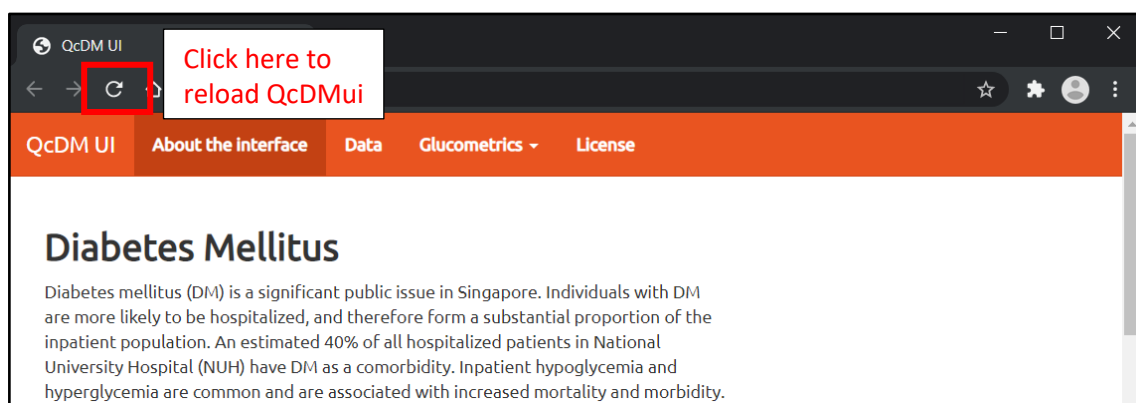 QcDM UI
Click here to
reload QcDMui
QcDM UI About the interface Data Glucometrics License
Diabetes Mellitus
Diabetes mellitus (DM) is a significant public issue in Singapore. Individuals with DM
are more likely to be hospitalized, and therefore form a substantial proportion of the
inpatient population. An estimated 40% of all hospitalized patients in National
University Hospital (NUH) have DM as a comorbidity. Inpatient hypoglycemia and
hyperglycemia are common and are associated with increased mortality and morbidity.